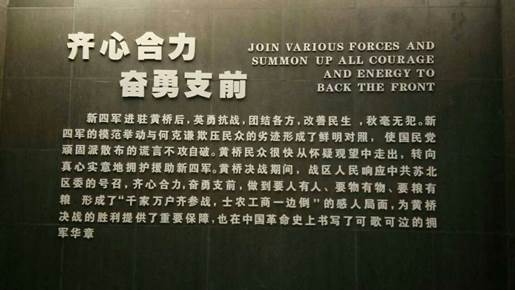 齐心合力
奋勇支前
JOIN VARIOUS FORCES AND
SUMMON UP ALL COURAGE
AND ENERGY TO
BACK THE FRONT
新四军进驻黄桥后，英勇抗战，团结各方，改善民生，秋毫无犯。新
四军的模范举动与何克谦欺压民众的劣迹形成了鲜明对照，使国民党
顽固派散布的谎言不攻自破。黄桥民众很快从怀疑观望中走出，转向
真心实意地拥护援助新四军。黄桥决战期间，战区人民响应中共苏北
区委的号召，齐心合力，奋勇支前，做到要人有人、要物有物、要粮有
粮 形成了“千家万户齐参战，士农工商一边倒”的感人局面，为黄桥
决战的胜利提供了重要保障，也在中国革命史上书写了可歌可泣的拥
军华章